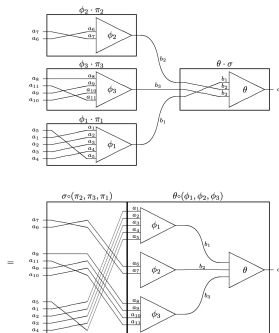 ϕ₂ · π₂
a₇ a₆
a₆ ϕ₂
a₇
b₂
ϕ₃ · π₃
θ · σ
a₈ a₈
a₁₁ a₉ ϕ₃ b₃ b₁ θ
a₉ a₁₀ b₂
a₁₀ a₁₁ b₃
ϕ₁ · π₁
b₁
a₅ a₁
a₁ a₂
a₂ a₃ ϕ₁
a₃ a₄
a₄ a₅
σ∘(π₂, π₃, π₁) θ∘(ϕ₁, ϕ₂, ϕ₃)
a₁
a₂
a₇ a₃ ϕ₁
a₆ a₄
a₅
b₁
=
a₈
a₁₁ a₆ ϕ₂ b₂ θ
a₉ a₇
a₁₀
b₃
a₅ a₈
a₁ a₉ ϕ₃
a₂ a₁₀
a₃ a₁₁
a₄